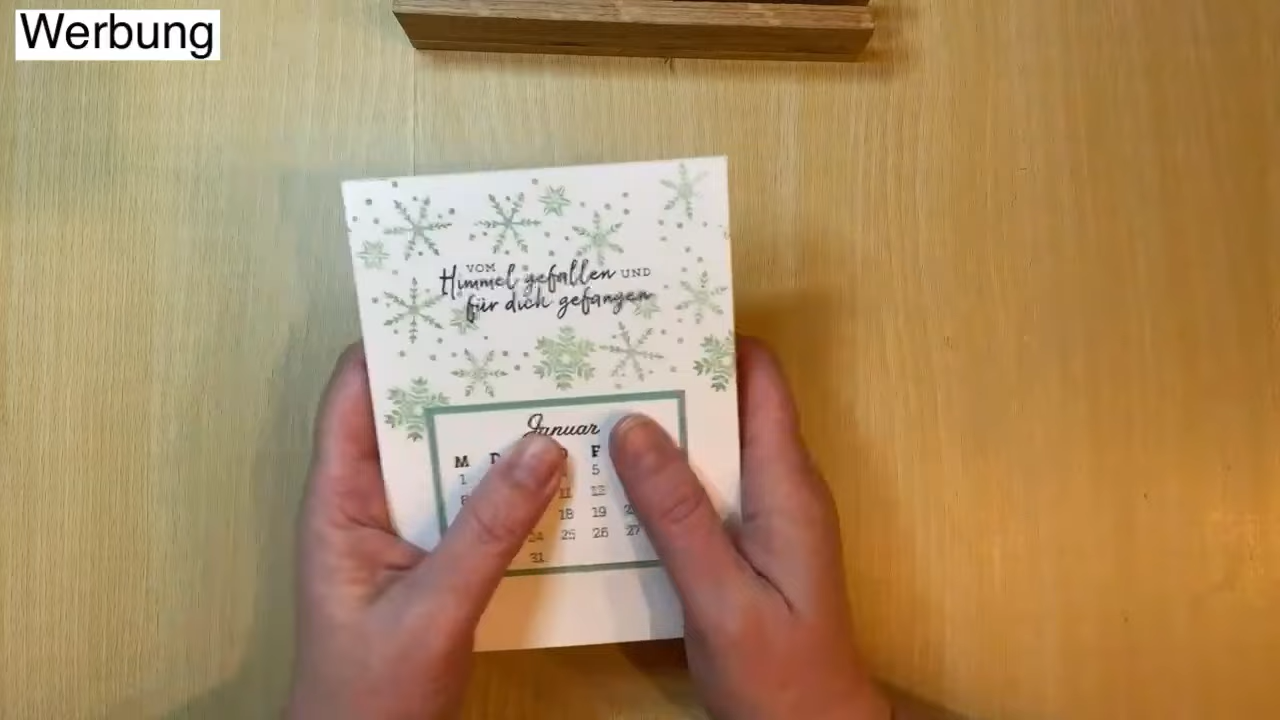 Werbung
VOM
Himmel gefallen UND
für dich gefangen
Januar
M D F
1 5
11 12
18 19
24 25 26 27
31